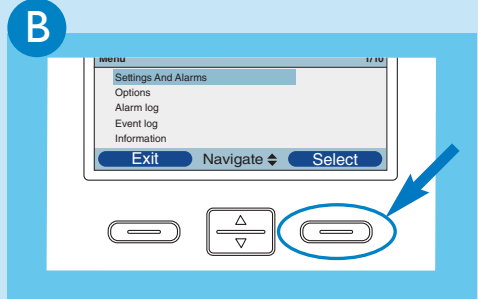 B
Menu 1/10
Settings And Alarms
Options
Alarm log
Event log
Information
Exit Navigate Select